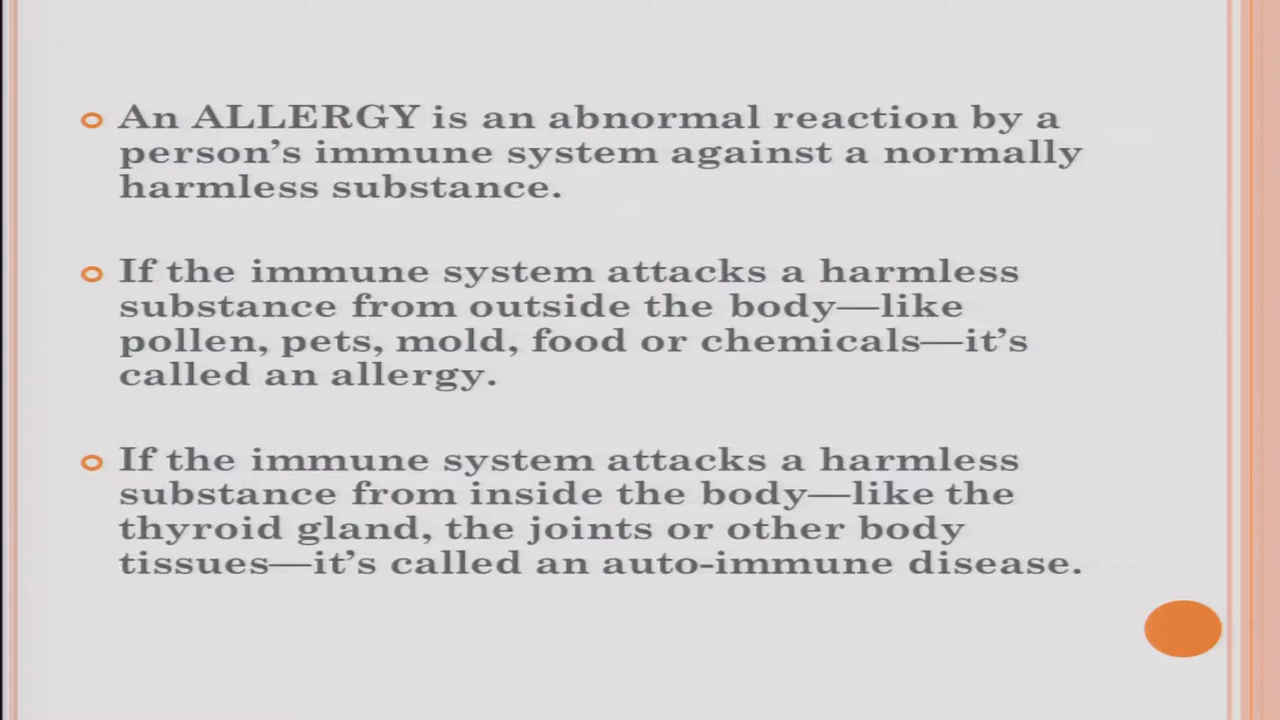 An ALLERGY is an abnormal reaction by a
person’s immune system against a normally
harmless substance.
If the immune system attacks a harmless
substance from outside the body—like
pollen, pets, mold, food or chemicals—it’s
called an allergy.
If the immune system attacks a harmless
substance from inside the body—like the
thyroid gland, the joints or other body
tissues—it’s called an auto-immune disease.